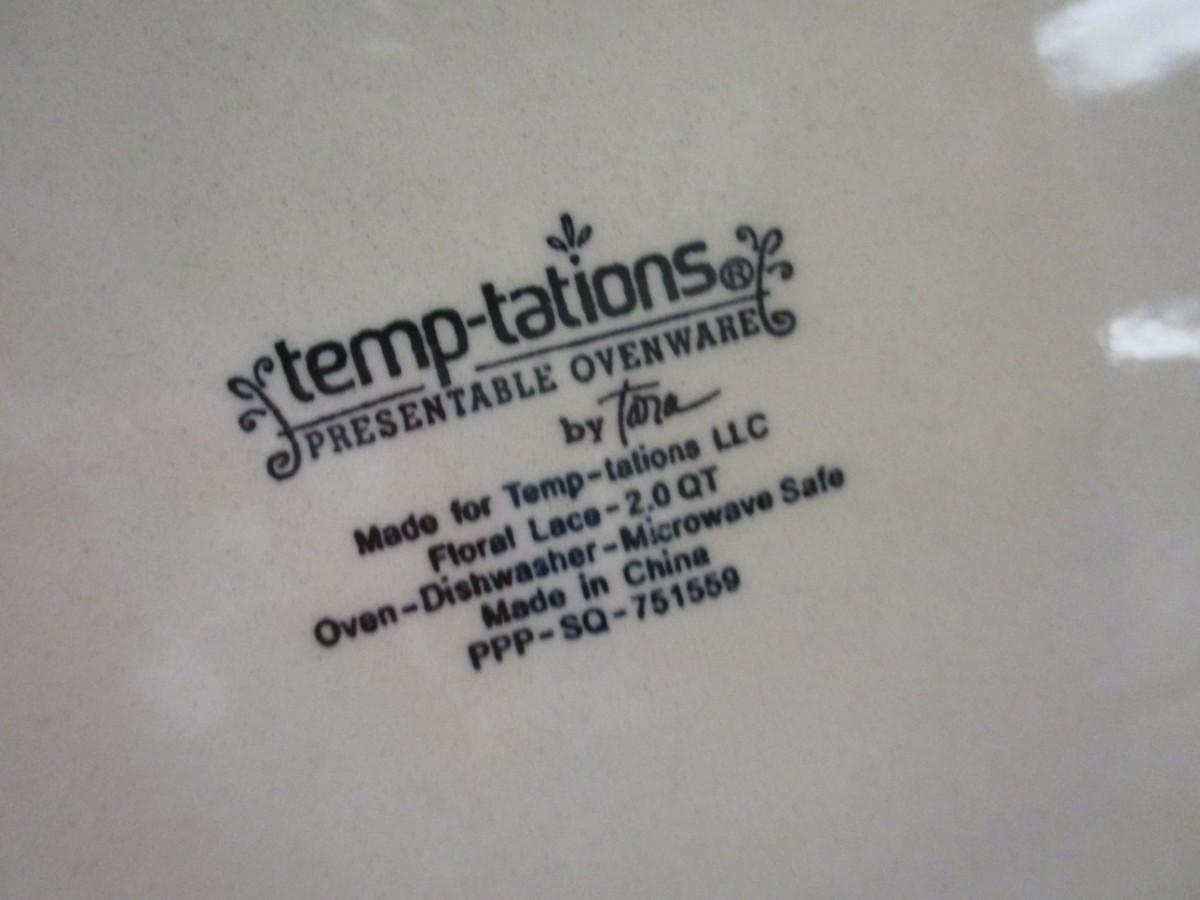 temp-tations®
PRESENTABLE OVENWARE
by Tara
Made for Temp-tations LLC
Floral Lace-2.0 QT
Oven-Dishwasher-Microwave Safe
Made in China
PPP-SQ-751559